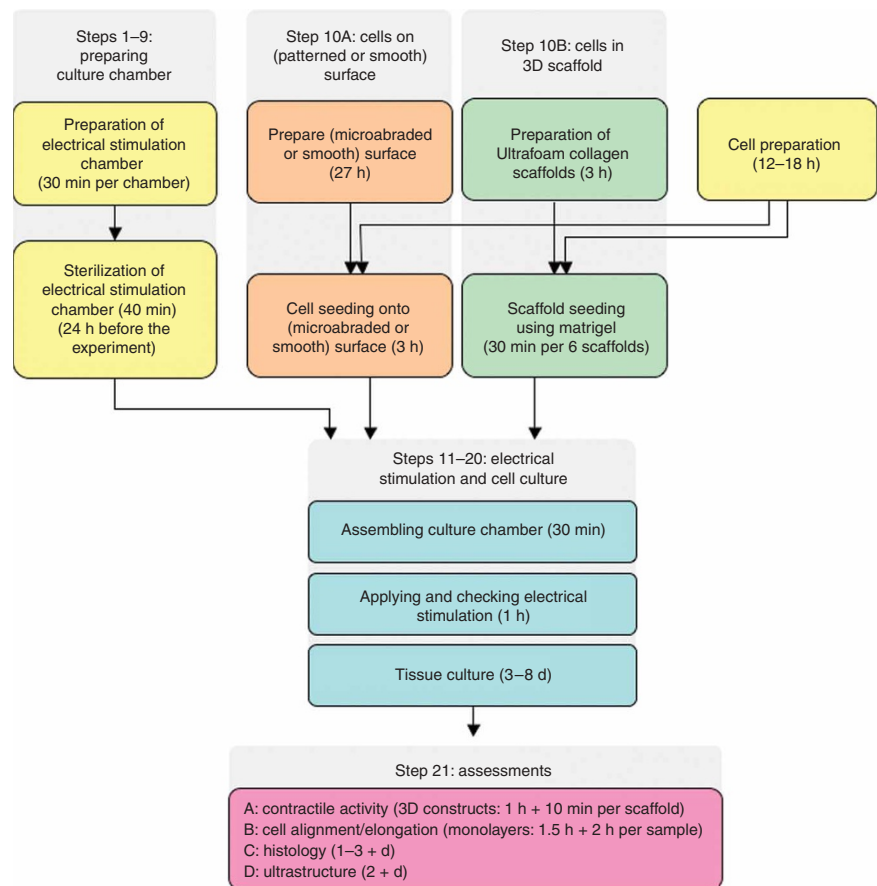 Steps 1–9:
preparing
culture chamber
Preparation of
electrical stimulation
chamber
(30 min per chamber)
Sterilization of
electrical stimulation
chamber (40 min)
(24 h before the
experiment)
Step 10A: cells on
(patterned or smooth)
surface
Prepare (microabraded
or smooth) surface
(27 h)
Cell seeding onto
(microabraded or
smooth) surface (3 h)
Step 10B: cells in
3D scaffold
Preparation of
Ultrafoam collagen
scaffolds (3 h)
Scaffold seeding
using matrigel
(30 min per 6 scaffolds)
Cell preparation
(12–18 h)
Steps 11–20: electrical
stimulation and cell culture
Assembling culture chamber (30 min)
Applying and checking electrical
stimulation (1 h)
Tissue culture (3–8 d)
Step 21: assessments
A: contractile activity (3D constructs: 1 h + 10 min per scaffold)
B: cell alignment/elongation (monolayers: 1.5 h + 2 h per sample)
C: histology (1–3 + d)
D: ultrastructure (2 + d)